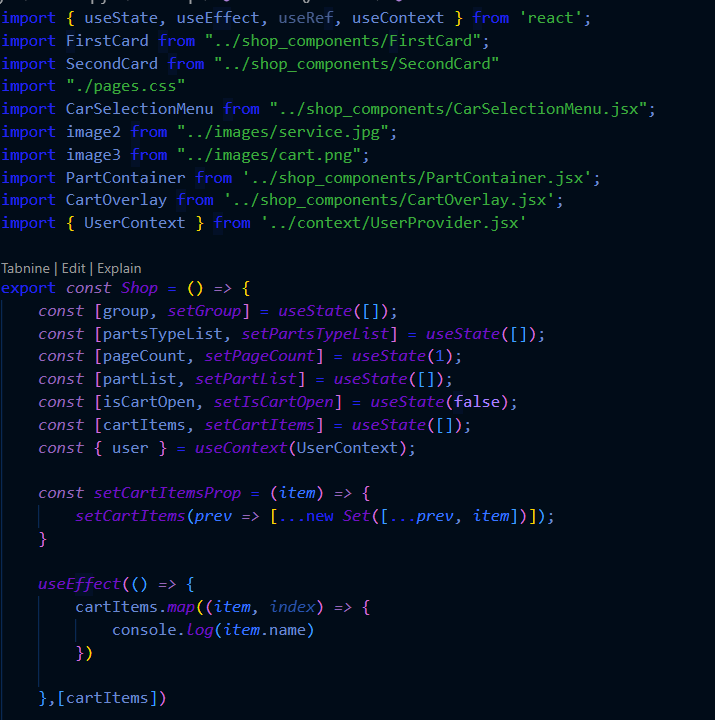 import { useState, useEffect, useRef, useContext } from 'react';
import FirstCard from "../shop_components/FirstCard";
import SecondCard from "../shop_components/SecondCard"
import "./pages.css"
import CarSelectionMenu from "../shop_components/CarSelectionMenu.jsx";
import image2 from "../images/service.jpg";
import image3 from "../images/cart.png";
import PartContainer from '../shop_components/PartContainer.jsx';
import CartOverlay from '../shop_components/CartOverlay.jsx';
import { UserContext } from '../context/UserProvider.jsx'
Tabnine | Edit | Explain
export const Shop = () => {
    const [group, setGroup] = useState([]);
    const [partsTypeList, setPartsTypeList] = useState([]);
    const [pageCount, setPageCount] = useState(1);
    const [partList, setPartList] = useState([]);
    const [isCartOpen, setIsCartOpen] = useState(false);
    const [cartItems, setCartItems] = useState([]);
    const { user } = useContext(UserContext);
    const setCartItemsProp = (item) => {
        setCartItems(prev => [...new Set([...prev, item])]);
    }
    useEffect(() => {
        cartItems.map((item, index) => {
            console.log(item.name)
        })
    },[cartItems])